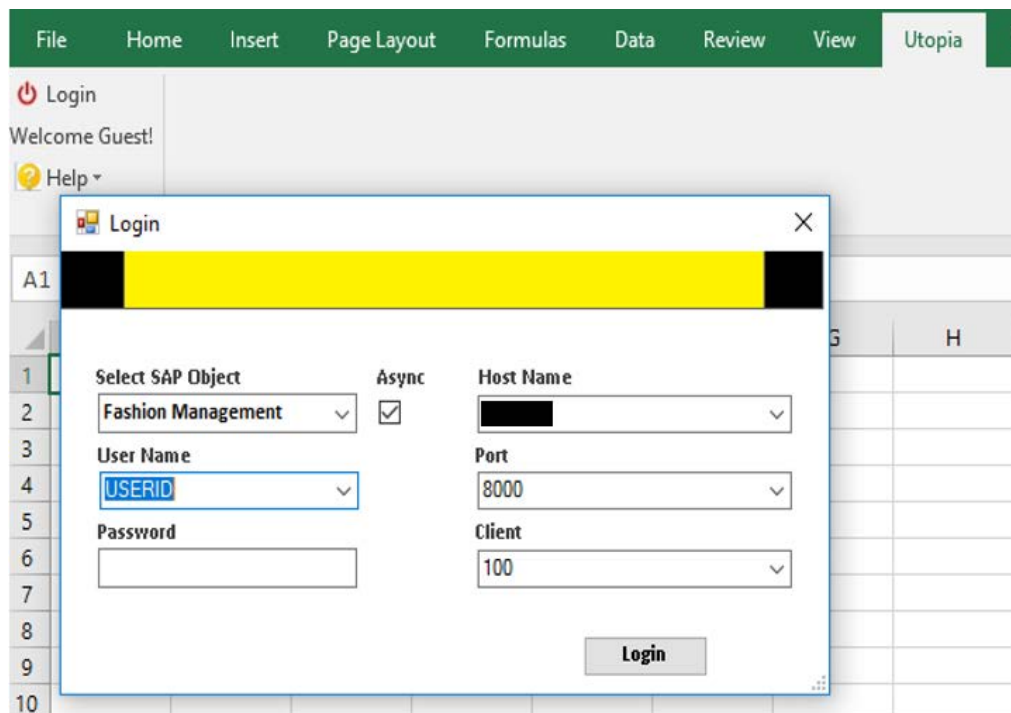 File Home Insert Page Layout Formulas Data Review View Utopia
Login
Welcome Guest!
Help
Login
A1
G H
1
Select SAP Object Async Host Name
2
Fashion Management
3
User Name Port
4
USERID 8000
5
Password Client
6
100
7
8
9
Login
10